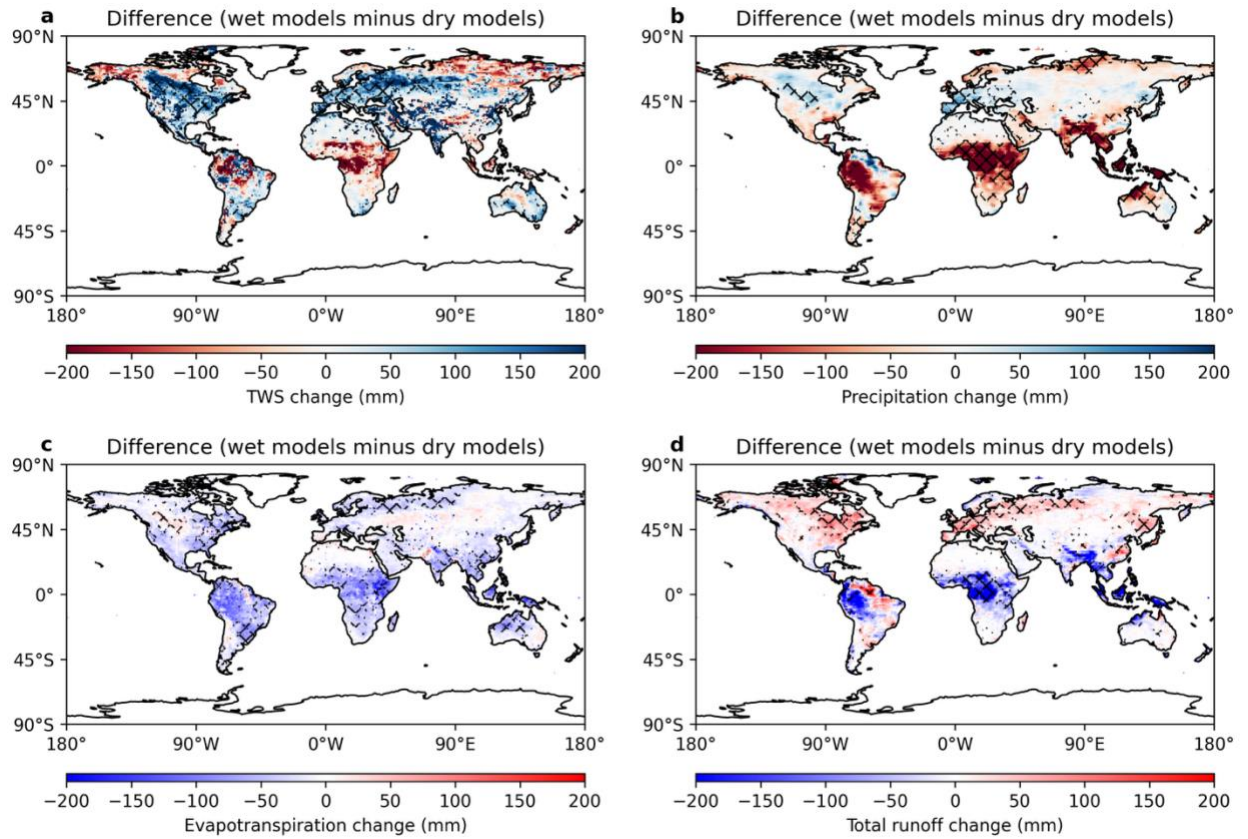 a Difference (wet models minus dry models)
90°N
45°N
0°
45°S
90°S
180° 90°W 0°W 90°E 180°
−200 −150 −100 −50 0 50 100 150 200
TWS change (mm)
b Difference (wet models minus dry models)
90°N
45°N
0°
45°S
90°S
180° 90°W 0°W 90°E 180°
−200 −150 −100 −50 0 50 100 150 200
Precipitation change (mm)
c Difference (wet models minus dry models)
90°N
45°N
0°
45°S
90°S
180° 90°W 0°W 90°E 180°
−200 −150 −100 −50 0 50 100 150 200
Evapotranspiration change (mm)
d Difference (wet models minus dry models)
90°N
45°N
0°
45°S
90°S
180° 90°W 0°W 90°E 180°
−200 −150 −100 −50 0 50 100 150 200
Total runoff change (mm)